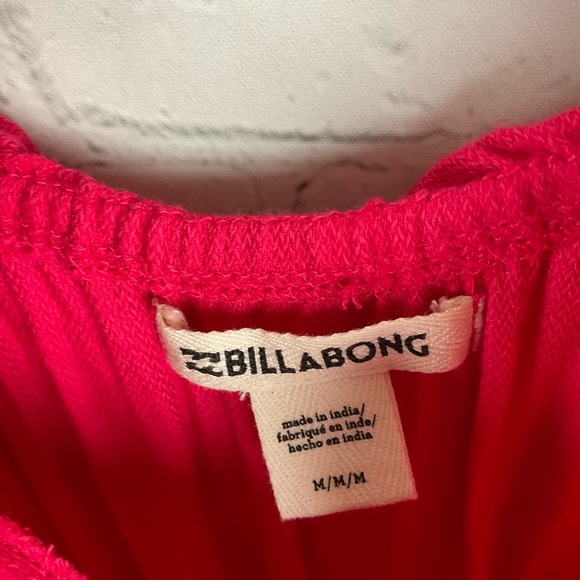 BILLABONG
made in india/
fabriqué en inde/
hecho en india
M/M/M